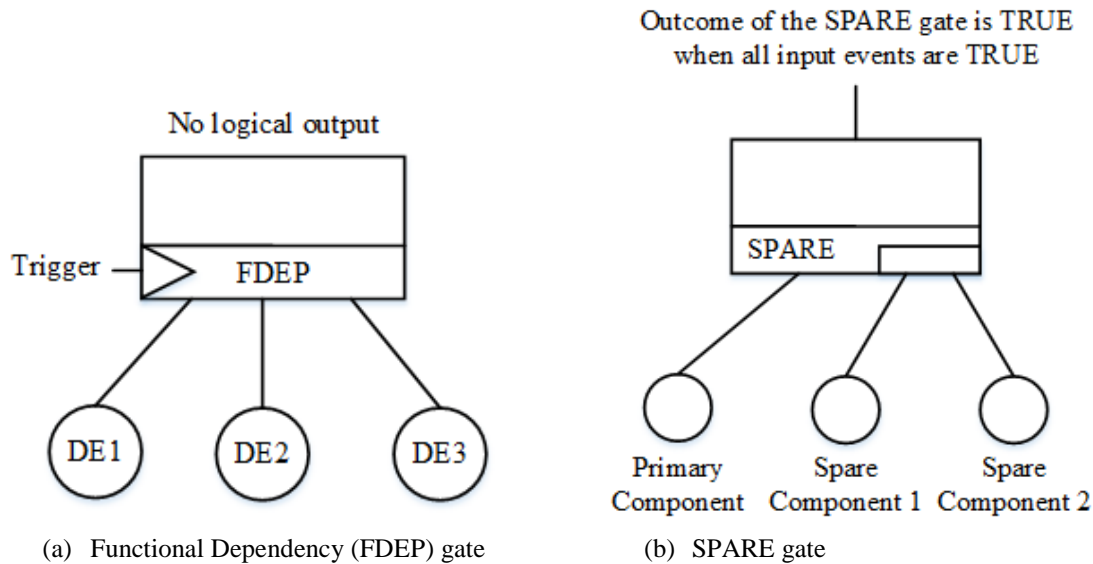 No logical output
Trigger
FDEP
DE1
DE2
DE3
(a) Functional Dependency (FDEP) gate
Outcome of the SPARE gate is TRUE
when all input events are TRUE
SPARE
Primary
Component
Spare
Component 1
Spare
Component 2
(b) SPARE gate